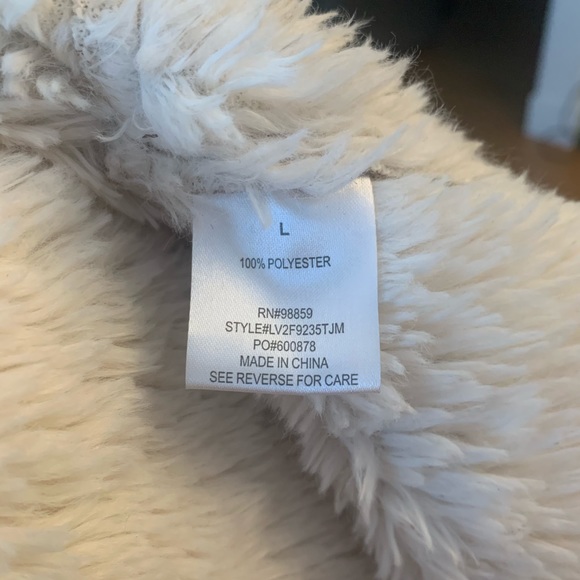 L
100% POLYESTER
RN#98859
STYLE#LV2F9235TJM
PO#600878
MADE IN CHINA
SEE REVERSE FOR CARE